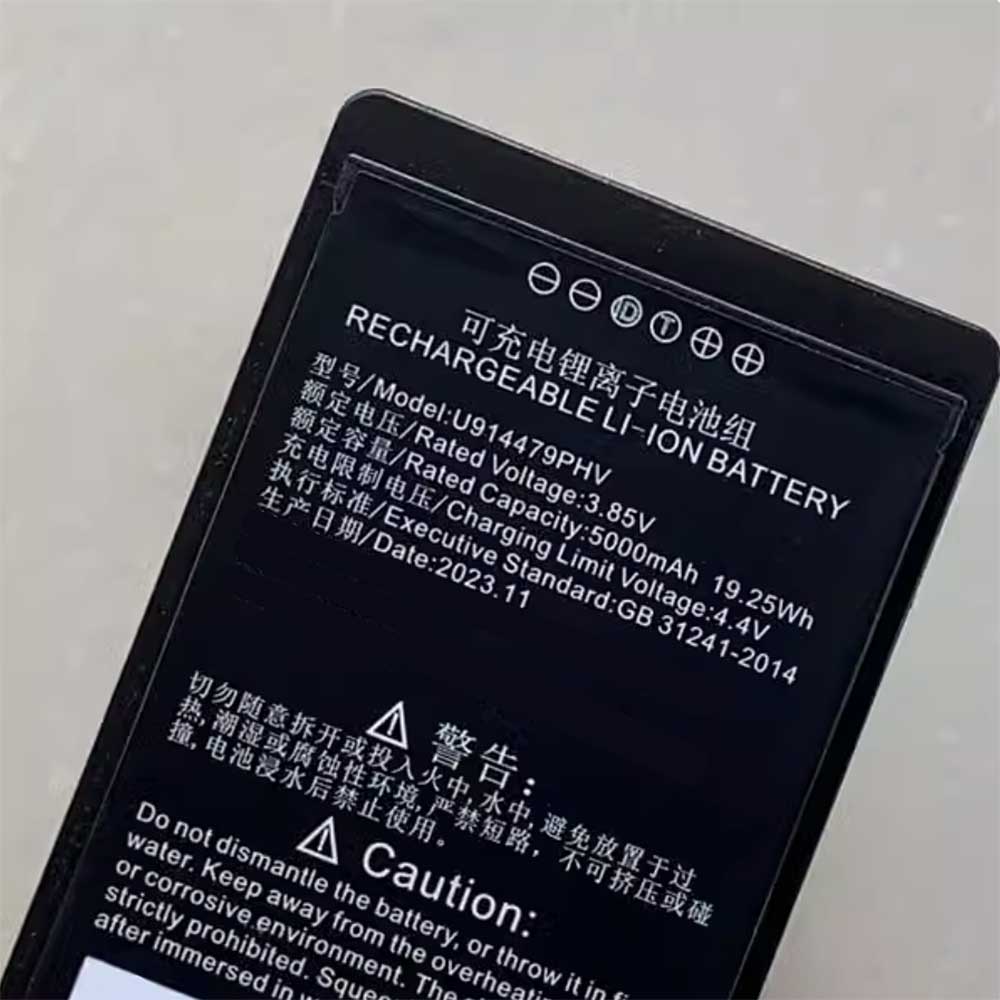 ⊖ ⊖ Ⓓ Ⓣ ⊕ ⊕
可充电锂离子电池组
RECHARGEABLE LI-ION BATTERY
型号/Model:U914479PHV
额定电压/Rated Voltage:3.85V
额定容量/Rated Capacity:5000mAh 19.25Wh
充电限制电压/Charging Limit Voltage:4.4V
执行标准/Executive Standard:GB 31241-2014
生产日期/Date:2023.11
⚠ 警告:
切勿随意拆开或投入火中,水中,避免放置于过
热,潮湿或腐蚀性环境,严禁短路,不可挤压或碰
撞,电池浸水后禁止使用。
⚠ Caution:
Do not dismantle the battery, or throw it in
water. Keep away from the
or corrosive environment. The
strictly prohibited.
after immersed in